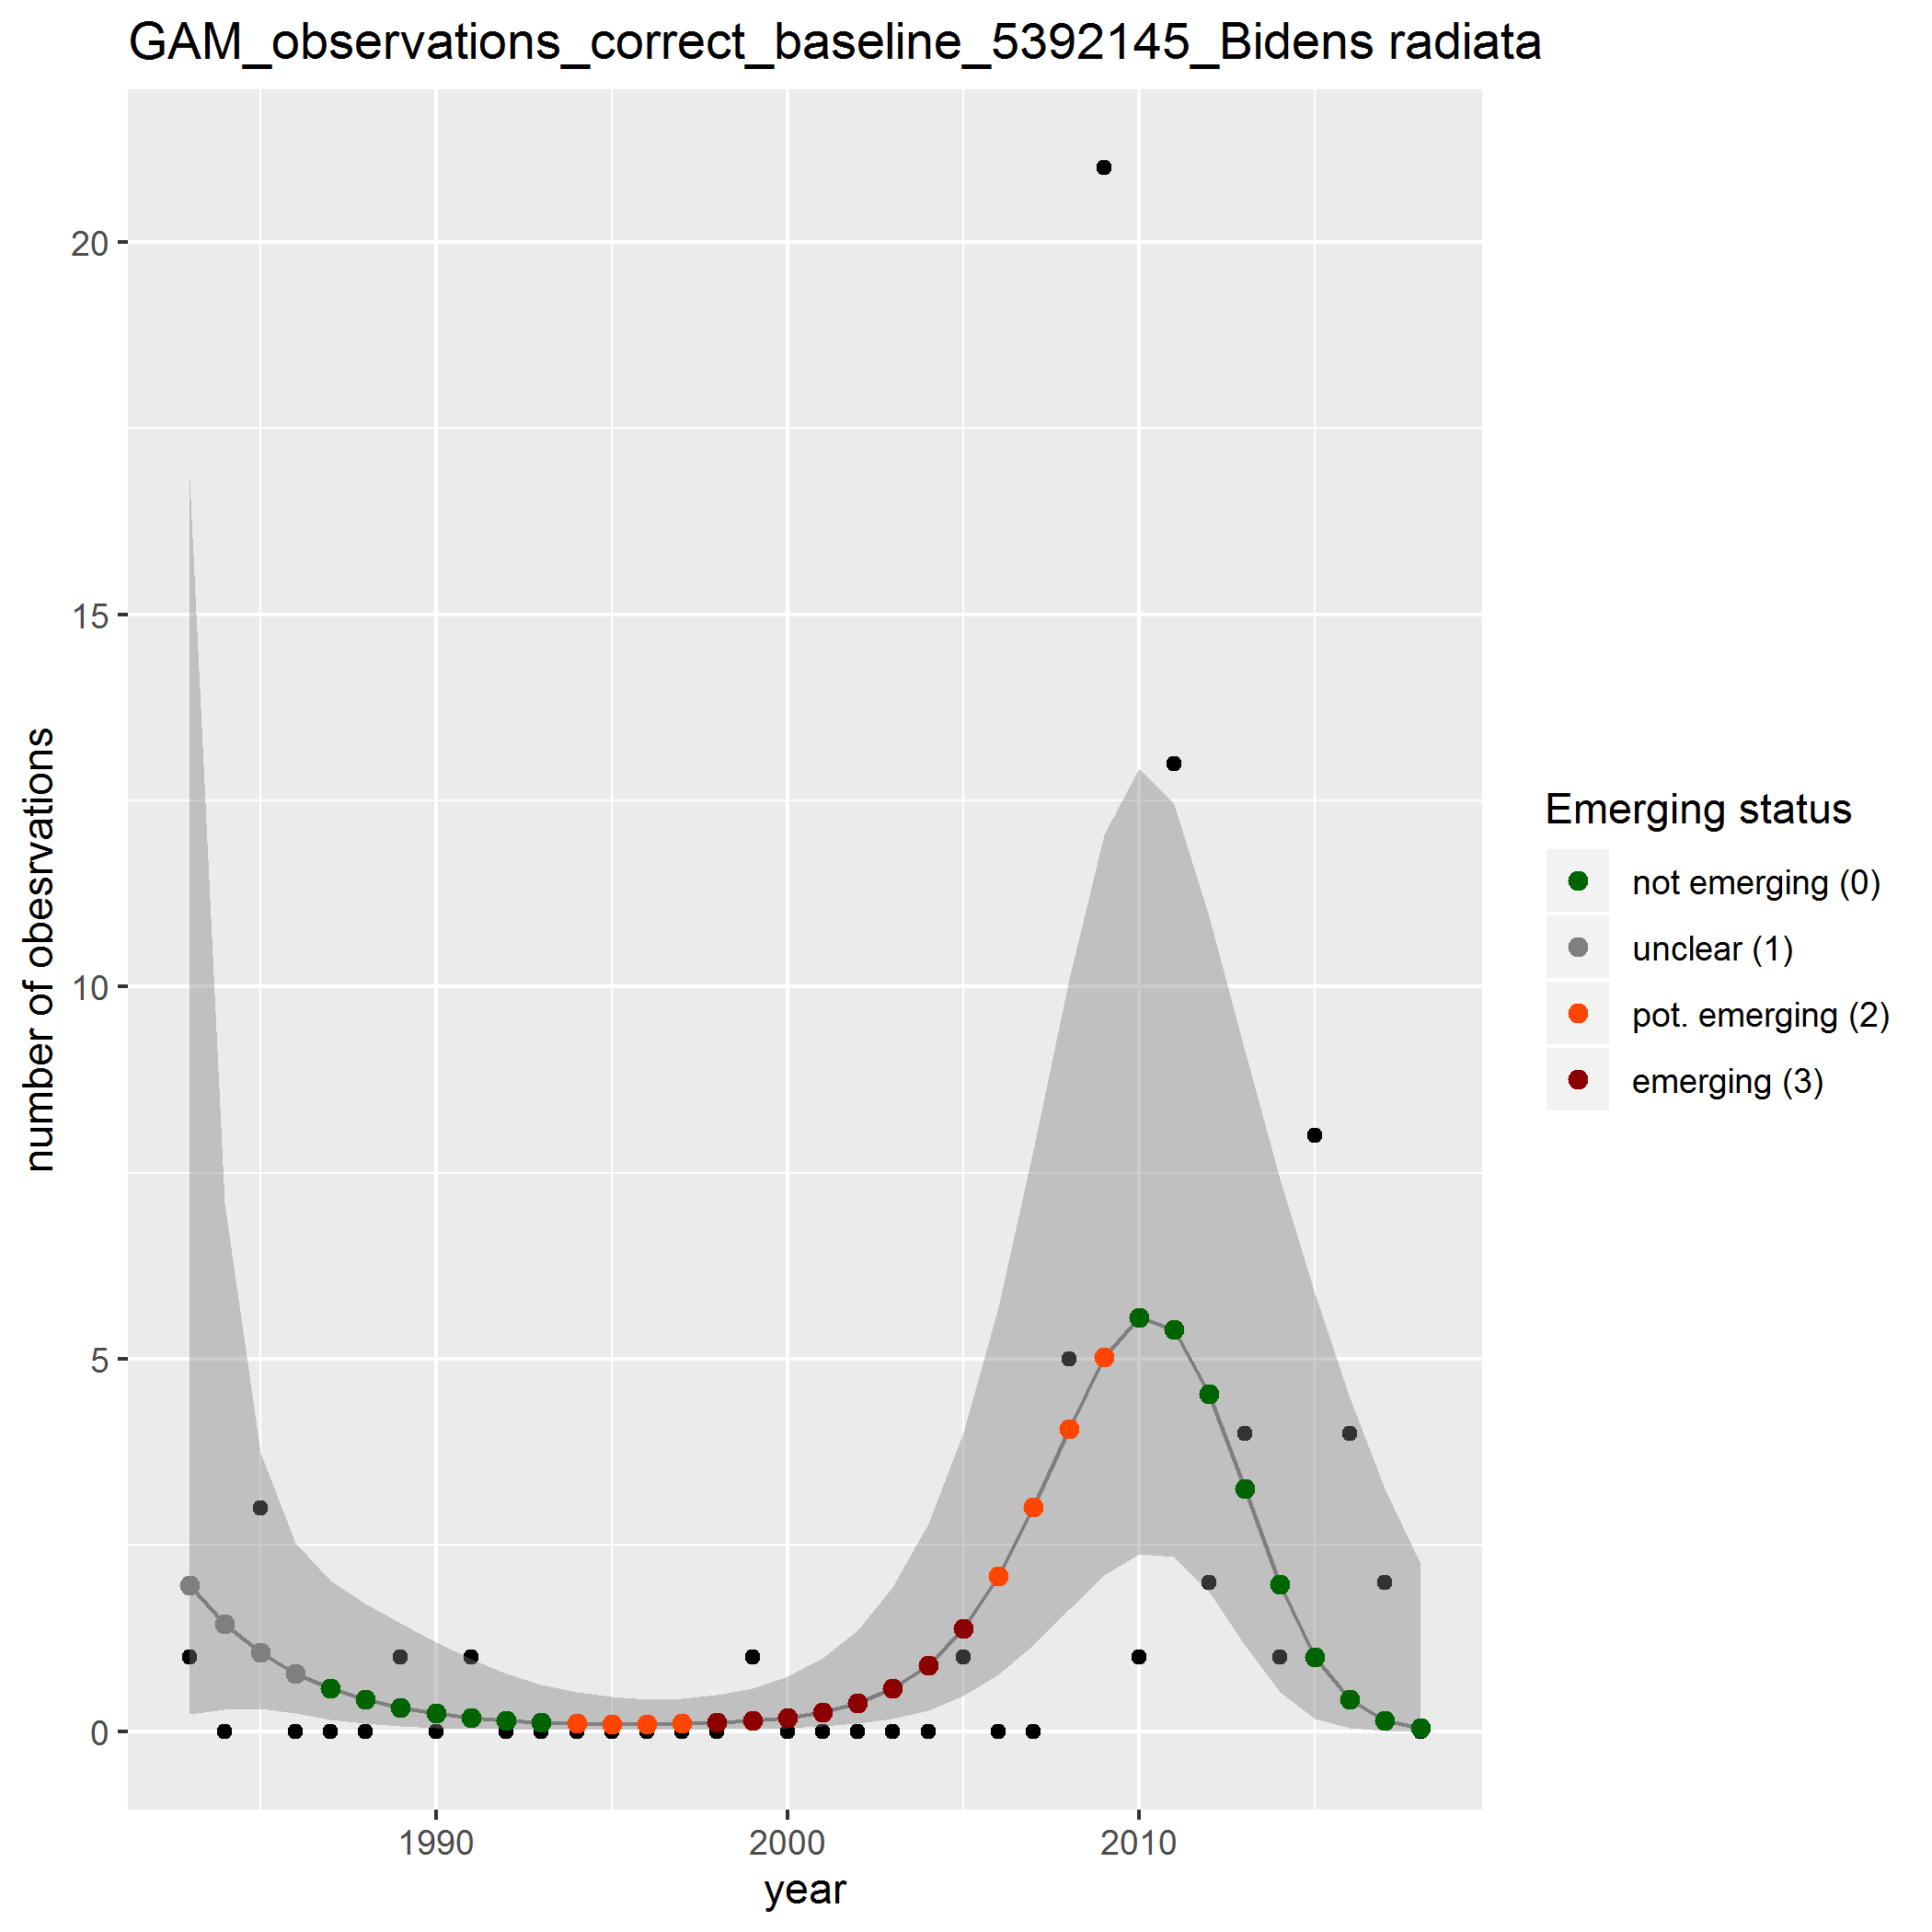 GAM_observations_correct_baseline_5392145_Bidens radiata
number of obesrvations
20
15
10
5
0
1990
2000
2010
year
Emerging status
not emerging (0)
unclear (1)
pot. emerging (2)
emerging (3)